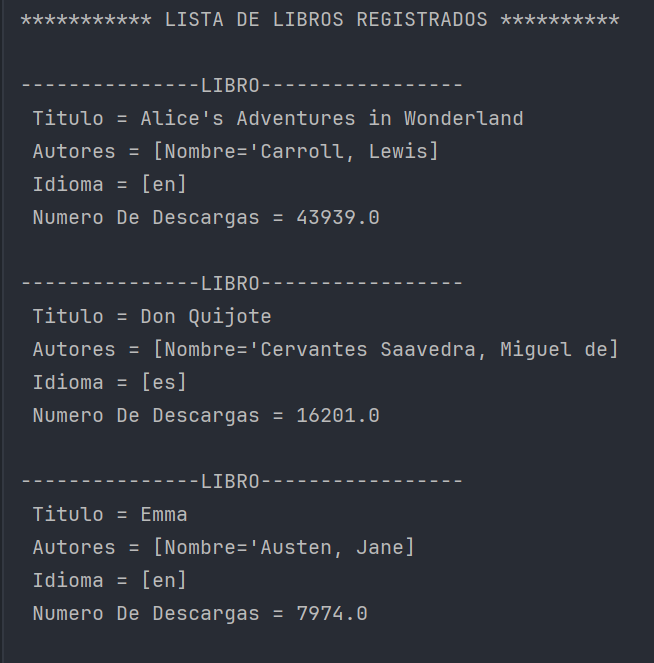 *********** LISTA DE LIBROS REGISTRADOS **********
---------------LIBRO-----------------
Titulo = Alice's Adventures in Wonderland
Autores = [Nombre='Carroll, Lewis]
Idioma = [en]
Numero De Descargas = 43939.0
---------------LIBRO-----------------
Titulo = Don Quijote
Autores = [Nombre='Cervantes Saavedra, Miguel de]
Idioma = [es]
Numero De Descargas = 16201.0
---------------LIBRO-----------------
Titulo = Emma
Autores = [Nombre='Austen, Jane]
Idioma = [en]
Numero De Descargas = 7974.0